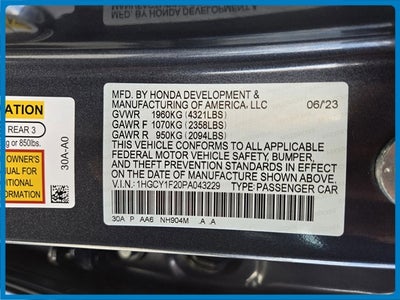 ATION
REAR 3
g or 850lbs.
OWNER'S
MANUAL FOR
ADDITIONAL
30A-A0
MFD. BY HONDA DEVELOPMENT &
MANUFACTURING OF AMERICA, LLC 06/23
GVWR 1960KG (4321LBS)
GAWR F 1070KG (2358LBS)
GAWR R 950KG (2094LBS)
THIS VEHICLE CONFORMS TO ALL APPLICABLE
FEDERAL MOTOR VEHICLE SAFETY, BUMPER,
AND THEFT PREVENTION STANDARDS IN EFFECT
ON THE DATE OF MANUFACTURE SHOWN ABOVE.
V.I.N.: 1HGCY1F20PA043229 TYPE: PASSENGER CAR
30A P AA6 NH904M A A